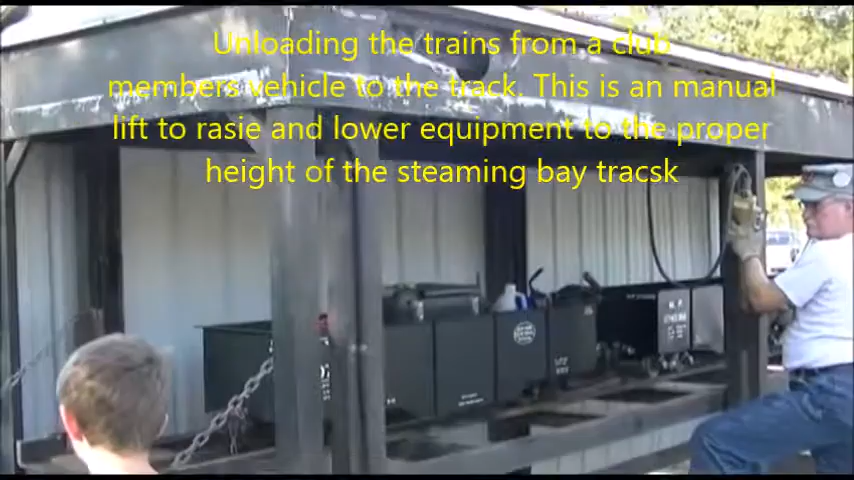 Unloading the trains from a club
members vehicle to the track. This is an manual
lift to rasie and lower equipment to the proper
height of the steaming bay tracsk